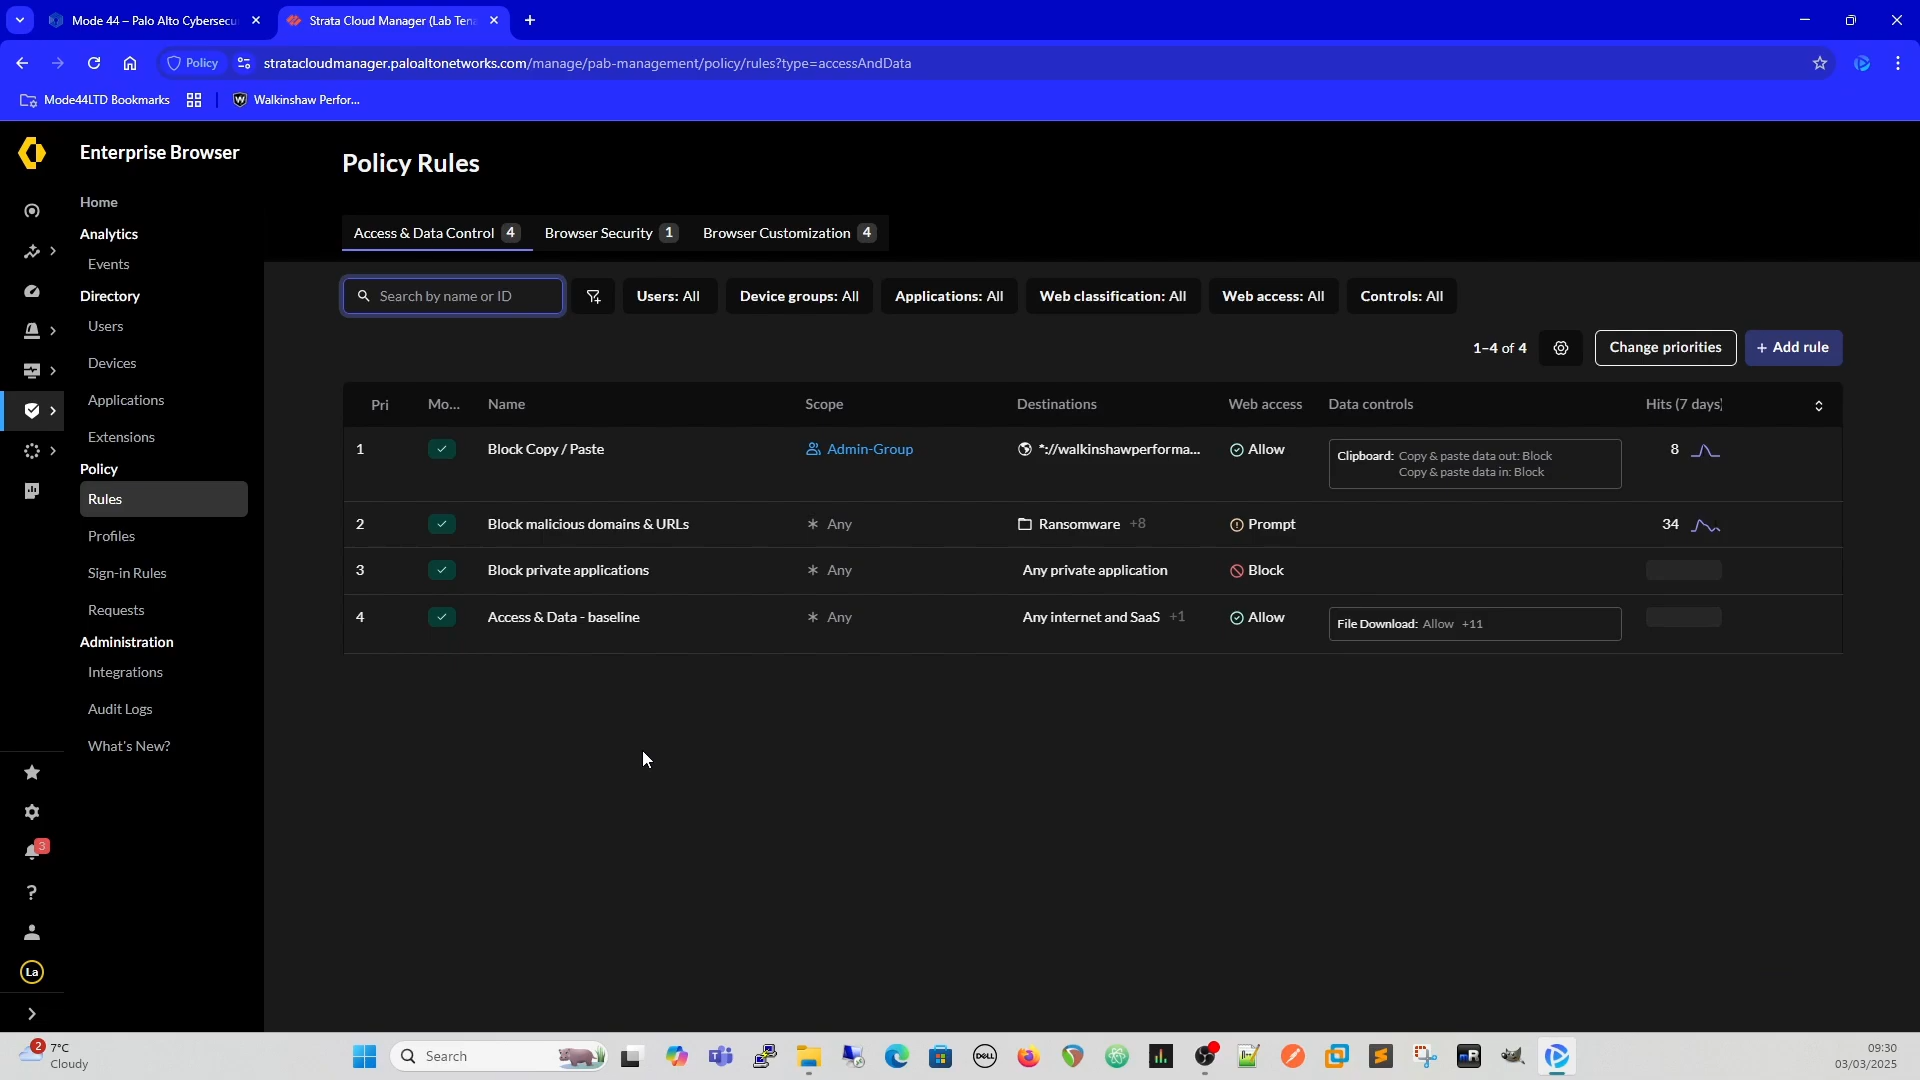 Mode 44 – Palo Alto Cybersecu
Strata Cloud Manager (Lab Ten
Policy
stratacloudmanager.paloaltonetworks.com/manage/pab-management/policy/rules?type=accessAndData
Mode44LTD Bookmarks
Walkinshaw Perfor...
Enterprise Browser
Home
Analytics
Events
Directory
Users
Devices
Applications
Extensions
Policy
Rules
Profiles
Sign-in Rules
Requests
Administration
Integrations
Audit Logs
What's New?
3
?
La
Policy Rules
Access & Data Control 4 Browser Security 1 Browser Customization 4
Search by name or ID Users: All Device groups: All Applications: All Web classification: All Web access: All Controls: All
1–4 of 4 Change priorities + Add rule
Pri Mo... Name Scope Destinations Web access Data controls Hits (7 days)
1 Block Copy / Paste Admin-Group *://walkinshawperforma... Allow Clipboard: Copy & paste data out: Block 8
Copy & paste data in: Block
2 Block malicious domains & URLs Any Ransomware +8 Prompt 34
3 Block private applications Any Any private application Block
4 Access & Data - baseline Any Any internet and SaaS +1 Allow File Download: Allow +11
2
7°C
Cloudy
Search
DELL
mR
09:30
03/03/2025